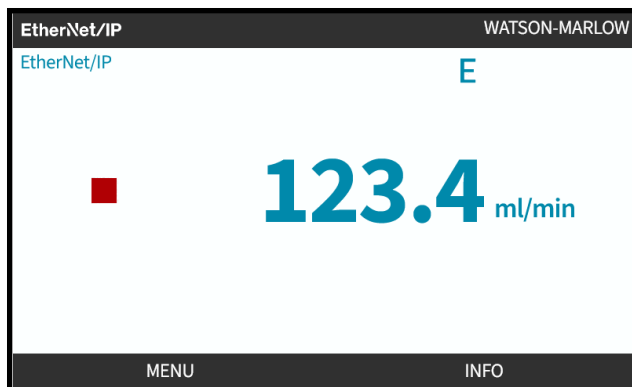 EtherNet/IP
WATSON-MARLOW
EtherNet/IP
E
123.4 ml/min
MENU
INFO